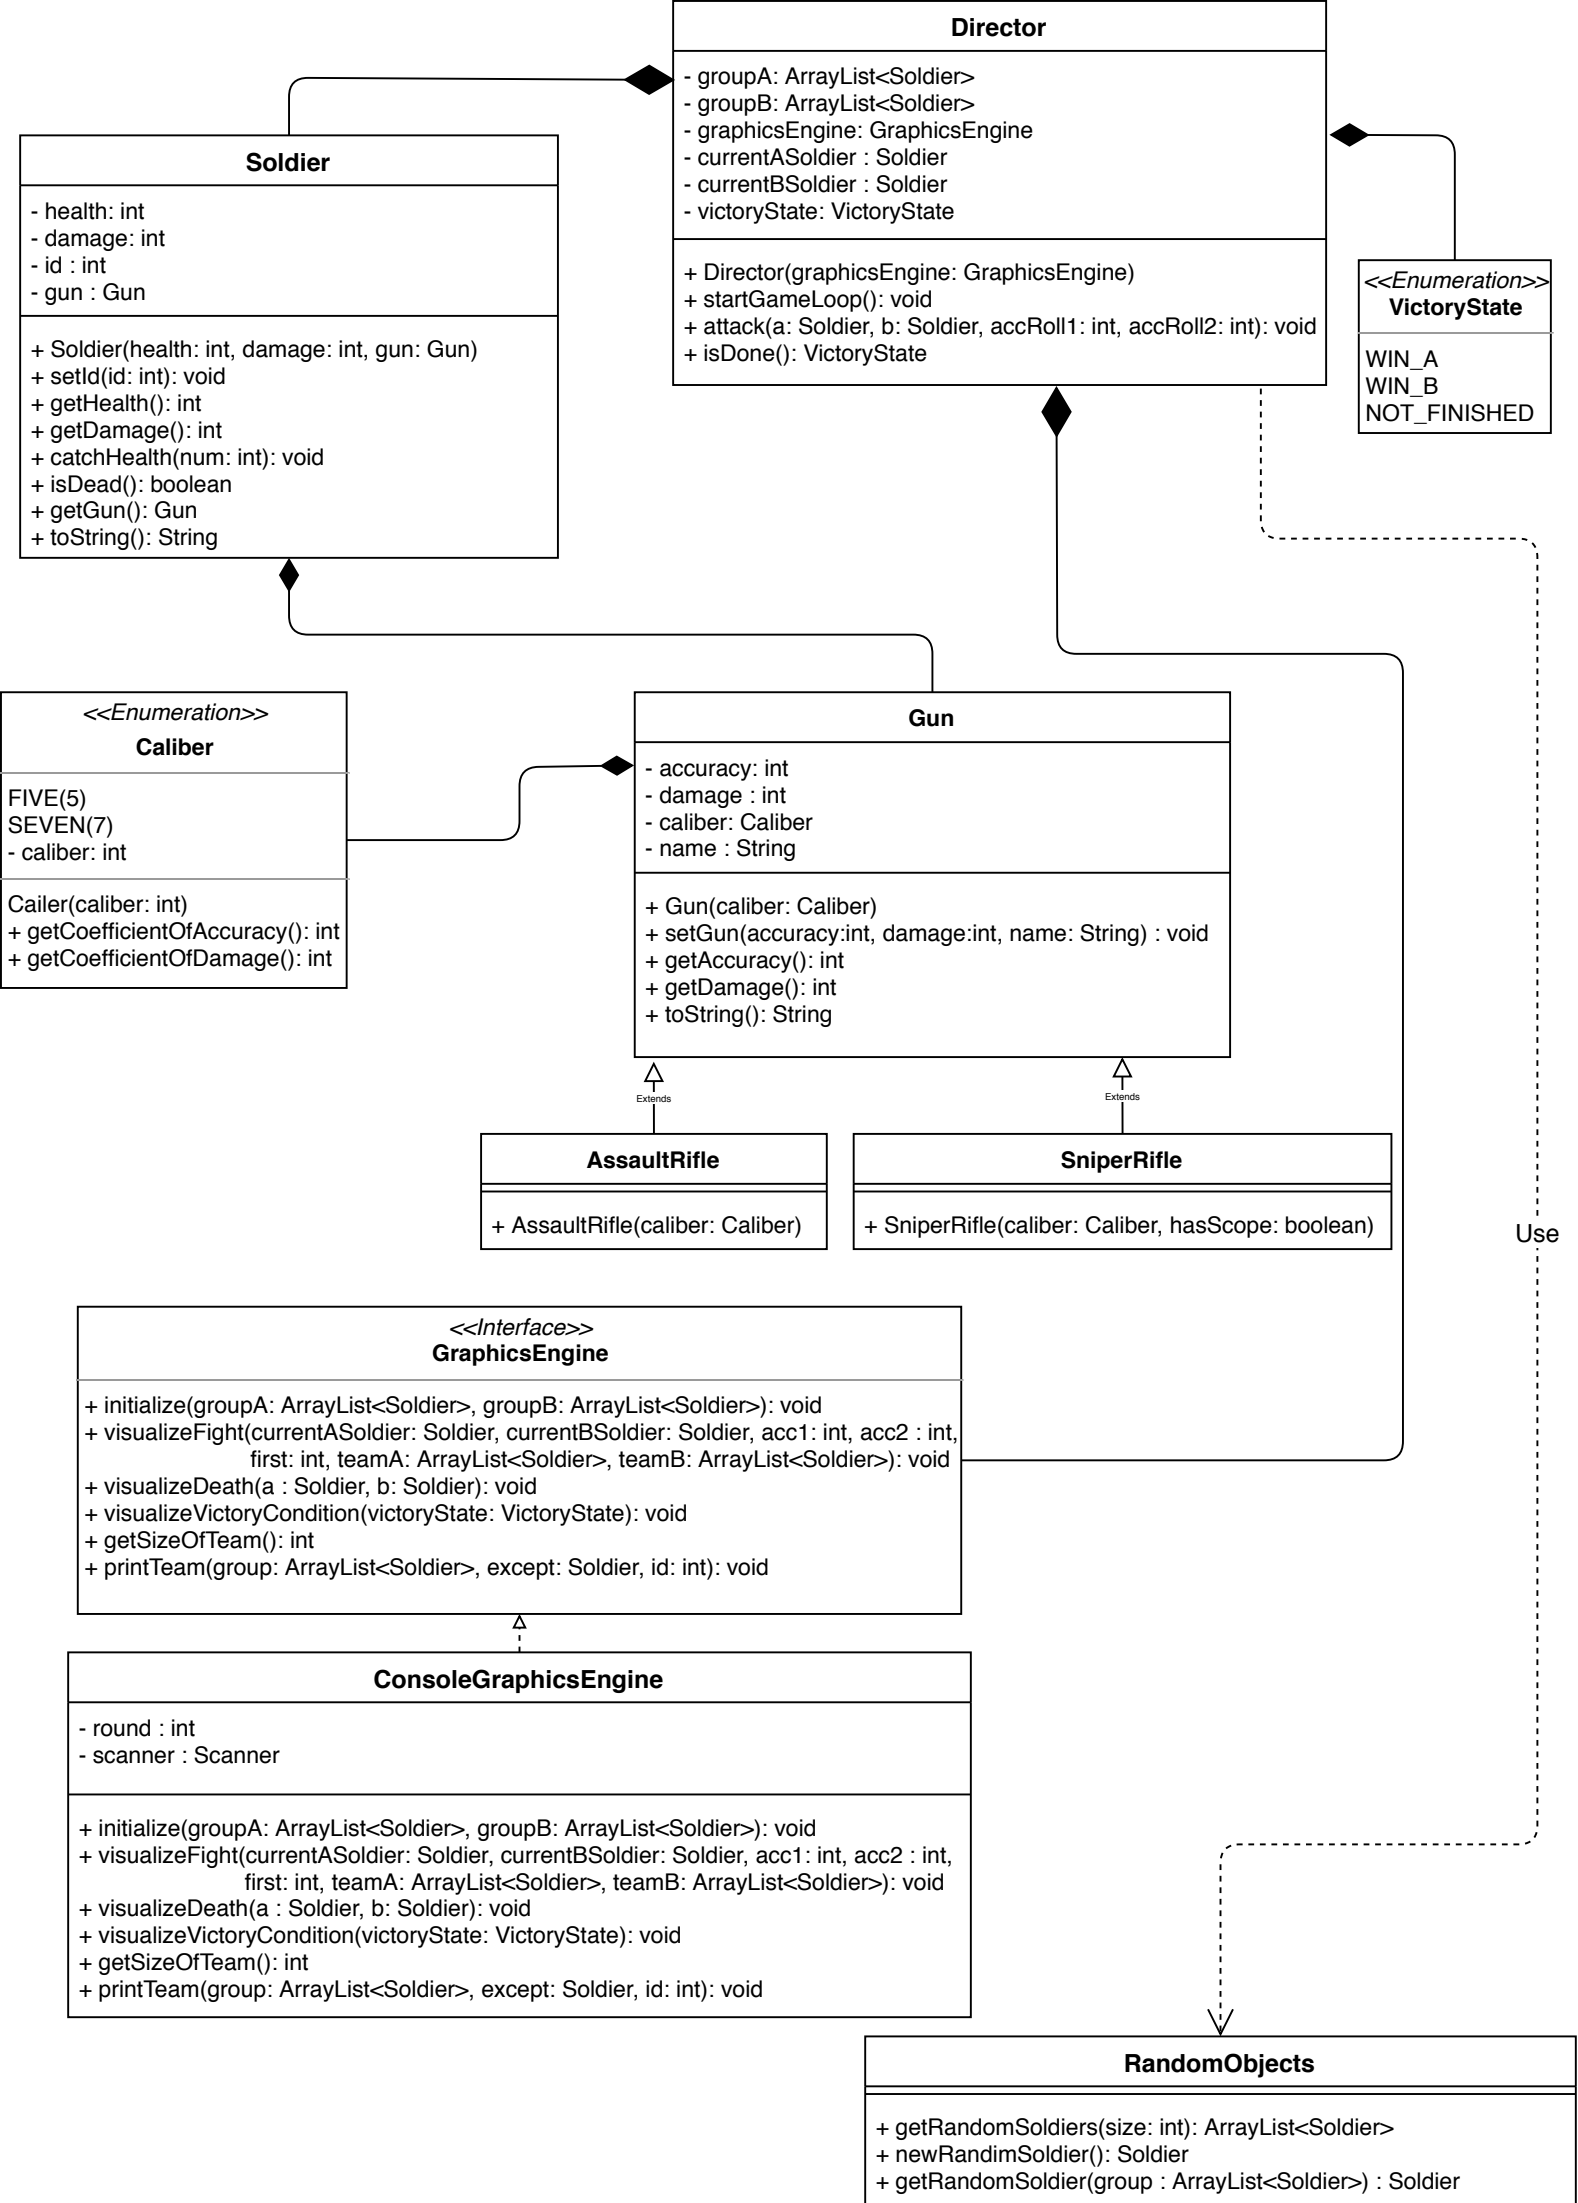 Director
- groupA: ArrayList<Soldier>
- groupB: ArrayList<Soldier>
- graphicsEngine: GraphicsEngine
- currentASoldier : Soldier
- currentBSoldier : Soldier
- victoryState: VictoryState
+ Director(graphicsEngine: GraphicsEngine)
+ startGameLoop(): void
+ attack(a: Soldier, b: Soldier, accRoll1: int, accRoll2: int): void
+ isDone(): VictoryState
Soldier
- health: int
- damage: int
- id : int
- gun : Gun
+ Soldier(health: int, damage: int, gun: Gun)
+ setId(id: int): void
+ getHealth(): int
+ getDamage(): int
+ catchHealth(num: int): void
+ isDead(): boolean
+ getGun(): Gun
+ toString(): String
<<Enumeration>>
VictoryState
WIN_A
WIN_B
NOT_FINISHED
<<Enumeration>>
Caliber
FIVE(5)
SEVEN(7)
- caliber: int
Cailer(caliber: int)
+ getCoefficientOfAccuracy(): int
+ getCoefficientOfDamage(): int
Gun
- accuracy: int
- damage : int
- caliber: Caliber
- name : String
+ Gun(caliber: Caliber)
+ setGun(accuracy:int, damage:int, name: String) : void
+ getAccuracy(): int
+ getDamage(): int
+ toString(): String
Extends
Extends
AssaultRifle
+ AssaultRifle(caliber: Caliber)
SniperRifle
+ SniperRifle(caliber: Caliber, hasScope: boolean)
Use
<<Interface>>
GraphicsEngine
+ initialize(groupA: ArrayList<Soldier>, groupB: ArrayList<Soldier>): void
+ visualizeFight(currentASoldier: Soldier, currentBSoldier: Soldier, acc1: int, acc2 : int,
first: int, teamA: ArrayList<Soldier>, teamB: ArrayList<Soldier>): void
+ visualizeDeath(a : Soldier, b: Soldier): void
+ visualizeVictoryCondition(victoryState: VictoryState): void
+ getSizeOfTeam(): int
+ printTeam(group: ArrayList<Soldier>, except: Soldier, id: int): void
ConsoleGraphicsEngine
- round : int
- scanner : Scanner
+ initialize(groupA: ArrayList<Soldier>, groupB: ArrayList<Soldier>): void
+ visualizeFight(currentASoldier: Soldier, currentBSoldier: Soldier, acc1: int, acc2 : int,
first: int, teamA: ArrayList<Soldier>, teamB: ArrayList<Soldier>): void
+ visualizeDeath(a : Soldier, b: Soldier): void
+ visualizeVictoryCondition(victoryState: VictoryState): void
+ getSizeOfTeam(): int
+ printTeam(group: ArrayList<Soldier>, except: Soldier, id: int): void
RandomObjects
+ getRandomSoldiers(size: int): ArrayList<Soldier>
+ newRandimSoldier(): Soldier
+ getRandomSoldier(group : ArrayList<Soldier>) : Soldier